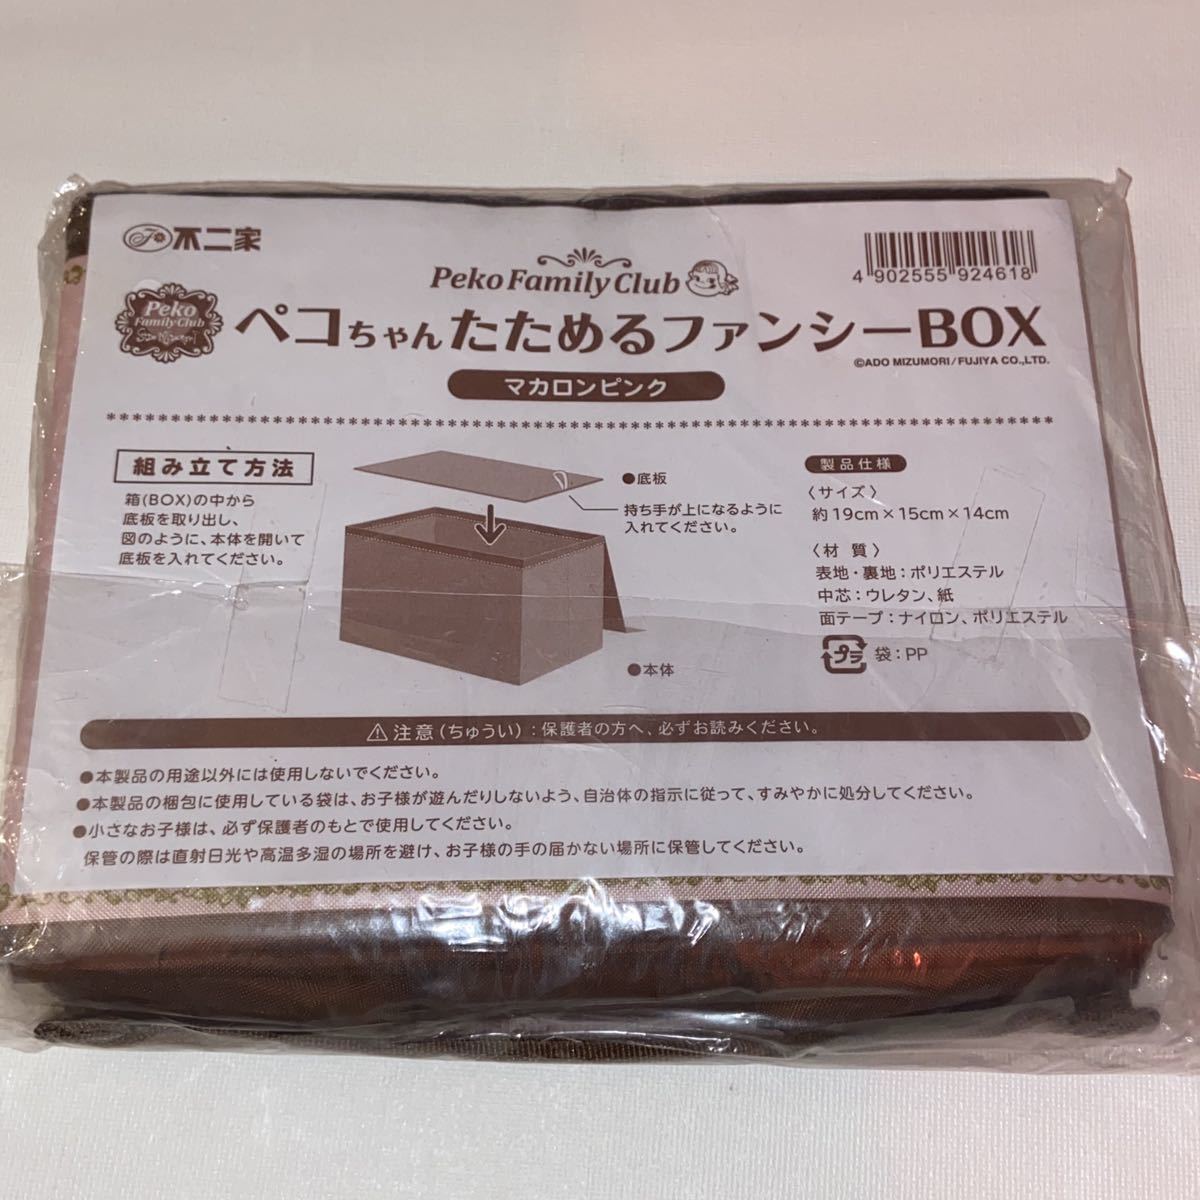 不二家
Peko Family Club
4 902555 924618
Peko
Family Club
ペコちゃんたためるファンシーBOX
©ADO MIZUMORI/FUJIYA CO.,LTD.
マカロンピンク
組み立て方法
箱(BOX)の中から
底板を取り出し、
図のように、本体を開いて
底板を入れてください。
●底板
持ち手が上になるように
入れてください。
●本体
製品仕様
〈サイズ〉
約19cm×15cm×14cm
〈材質〉
表地・裏地：ポリエステル
中芯：ウレタン、紙
面テープ：ナイロン、ポリエステル
プラ 袋：PP
⚠注意(ちゅうい)：保護者の方へ、必ずお読みください。
●本製品の用途以外には使用しないでください。
●本製品の梱包に使用している袋は、お子様が遊んだりしないよう、自治体の指示に従って、すみやかに処分してください。
●小さなお子様は、必ず保護者のもとで使用してください。
保管の際は直射日光や高温多湿の場所を避け、お子様の手の届かない場所に保管してください。